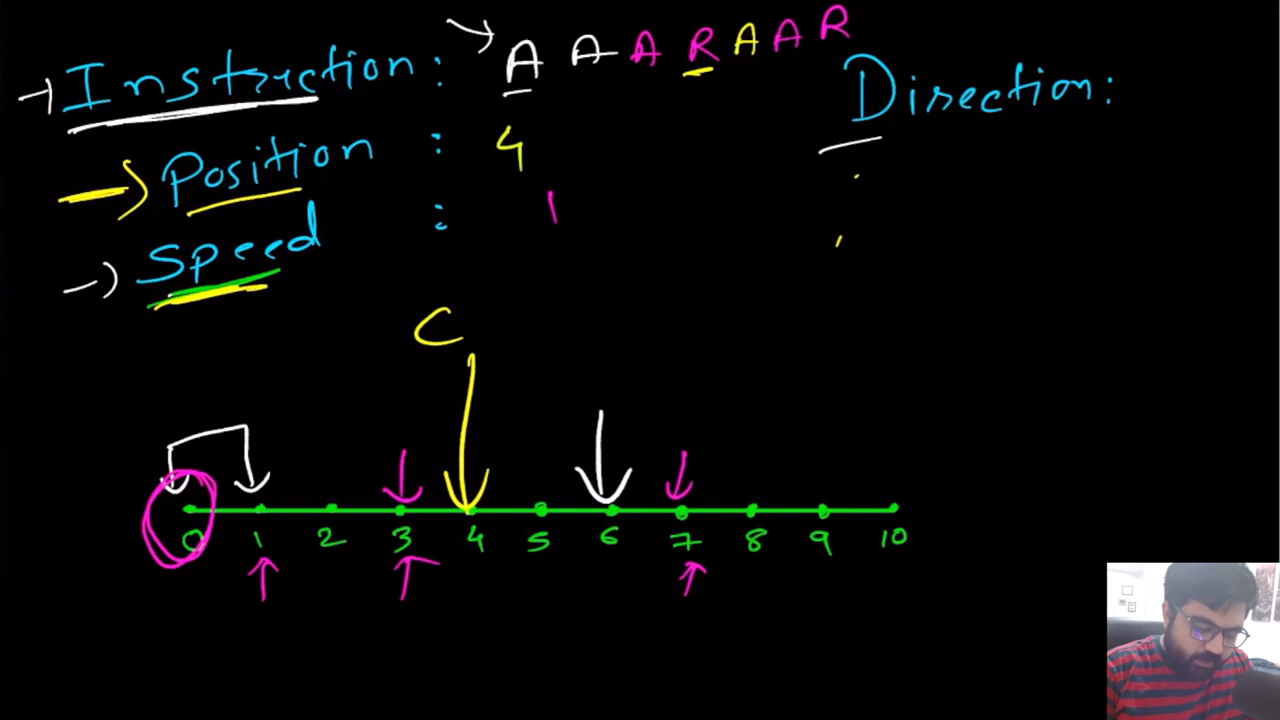 Instruction: A A A R A A R
Direction:
Position : 4
Speed : 1
C
0 1 2 3 4 5 6 7 8 9 10